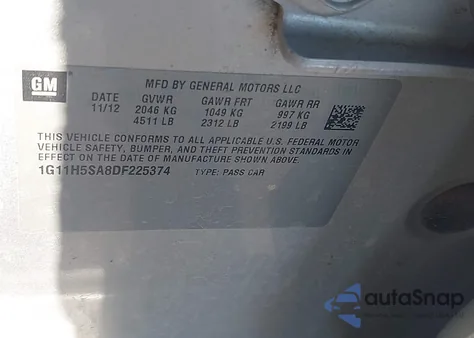 GM
MFD BY GENERAL MOTORS LLC
DATE GVWR GAWR FRT GAWR RR
11/12 2046 KG 1049 KG 997 KG
4511 LB 2312 LB 2199 LB
THIS VEHICLE CONFORMS TO ALL APPLICABLE U.S. FEDERAL MOTOR
VEHICLE SAFETY, BUMPER, AND THEFT PREVENTION STANDARDS IN
EFFECT ON THE DATE OF MANUFACTURE SHOWN ABOVE.
1G11H5SA8DF225374 TYPE: PASS CAR
autoSnap